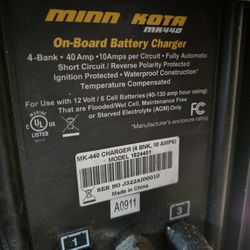 MINN KOTA
MK440
On-Board Battery Charger
4-Bank • 40 Amp • 10Amps per Circuit • Fully Automatic
Short Circuit / Reverse Polarity Protected
Ignition Protected • Waterproof
Temperature Compensated
For Use with 12 Volt / 6 Cell Batteries (40-130 amp hour rating)
That are Flooded/Wet Cell, Maintenance Free
or Starved Electrolyte (AGM) Only
*Manufacturer's enclosure rating
FC
MK-440 CHARGER (4 BNK, 10 AMPS)
MODEL 1824401
SER NO J322AI00010
Made in China
A0911
1
3